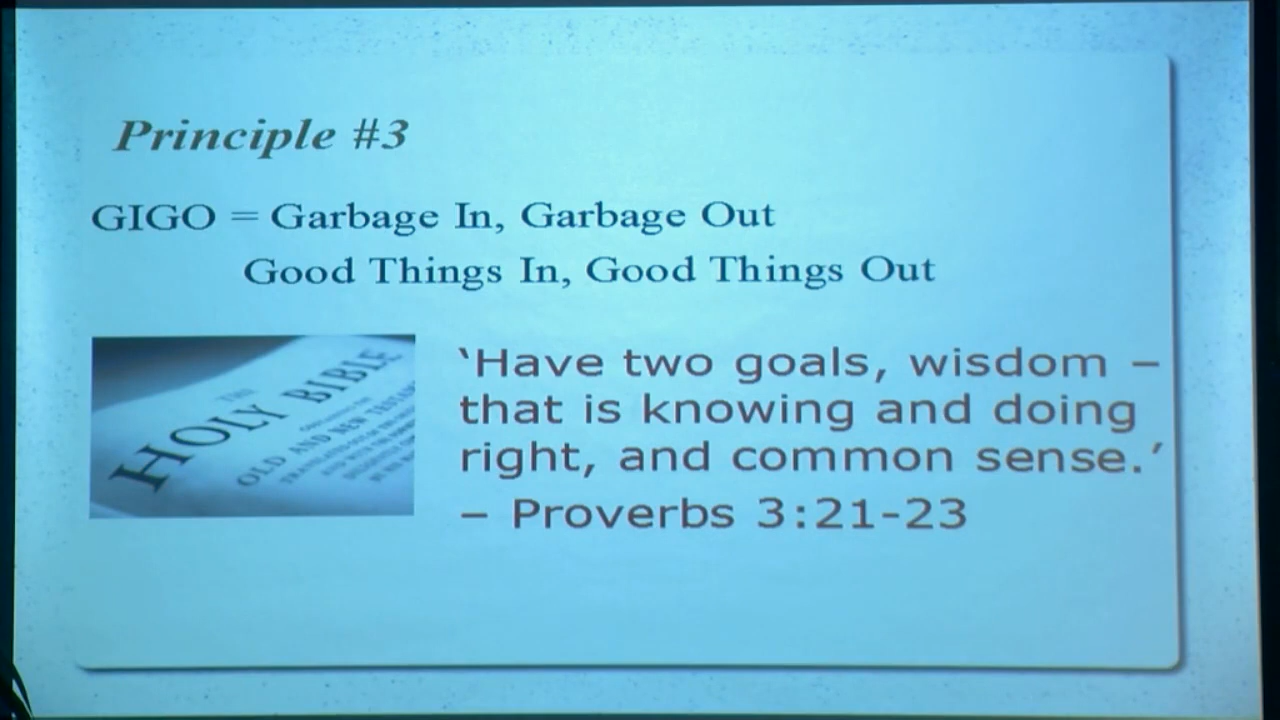 Principle #3
GIGO = Garbage In, Garbage Out
Good Things In, Good Things Out
THE
HOLY BIBLE
OLD AND NEW
‘Have two goals, wisdom –
that is knowing and doing
right, and common sense.’
– Proverbs 3:21-23